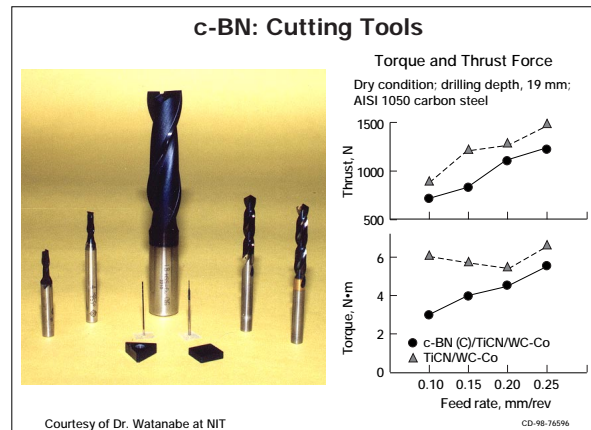 c-BN: Cutting Tools
Torque and Thrust Force
Dry condition; drilling depth, 19 mm;
AISI 1050 carbon steel
1500
1000
500
Thrust, N
6
4
2
0
Torque, N•m
c-BN (C)/TiCN/WC-Co
TiCN/WC-Co
0.10 0.15 0.20 0.25
Feed rate, mm/rev
Courtesy of Dr. Watanabe at NIT
CD-98-76596